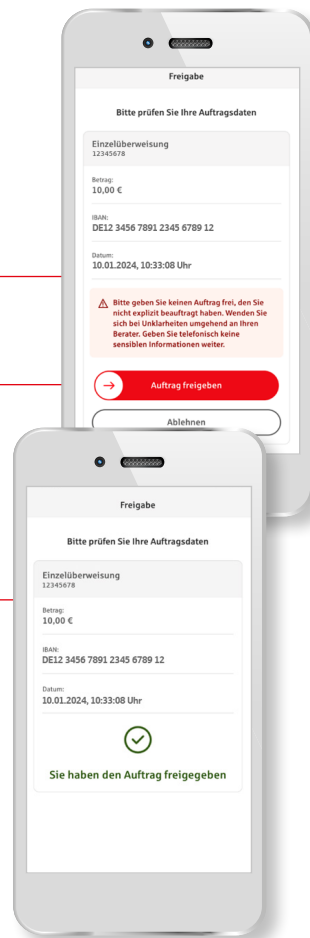 Freigabe
Bitte prüfen Sie Ihre Auftragsdaten
Einzelüberweisung
12345678
Betrag:
10,00 €
IBAN:
DE12 3456 7891 2345 6789 12
Datum:
10.01.2024, 10:33:08 Uhr
Bitte geben Sie keinen Auftrag frei, den Sie
nicht explizit beauftragt haben. Wenden Sie
sich bei Unklarheiten umgehend an Ihren
Berater. Geben Sie telefonisch keine
sensiblen Informationen weiter.
Auftrag freigeben
Ablehnen
Freigabe
Bitte prüfen Sie Ihre Auftragsdaten
Einzelüberweisung
12345678
Betrag:
10,00 €
IBAN:
DE12 3456 7891 2345 6789 12
Datum:
10.01.2024, 10:33:08 Uhr
Sie haben den Auftrag freigegeben